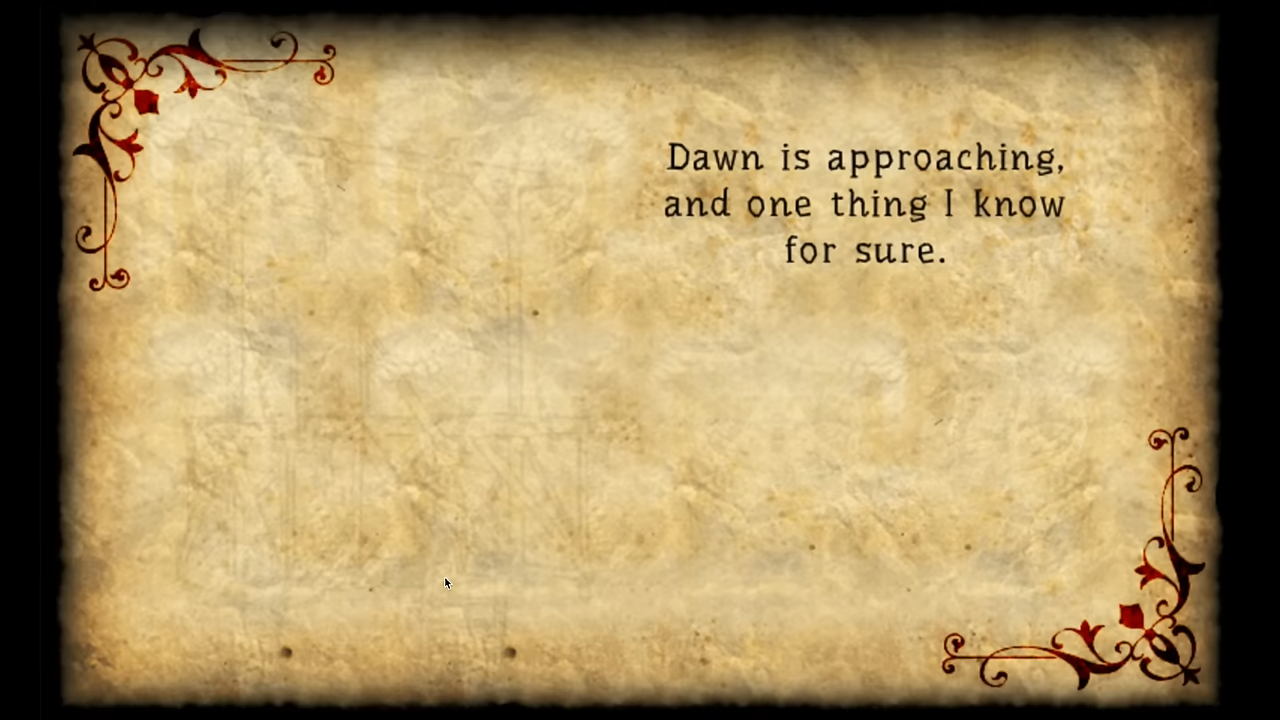 Dawn is approaching,
and one thing I know
for sure.